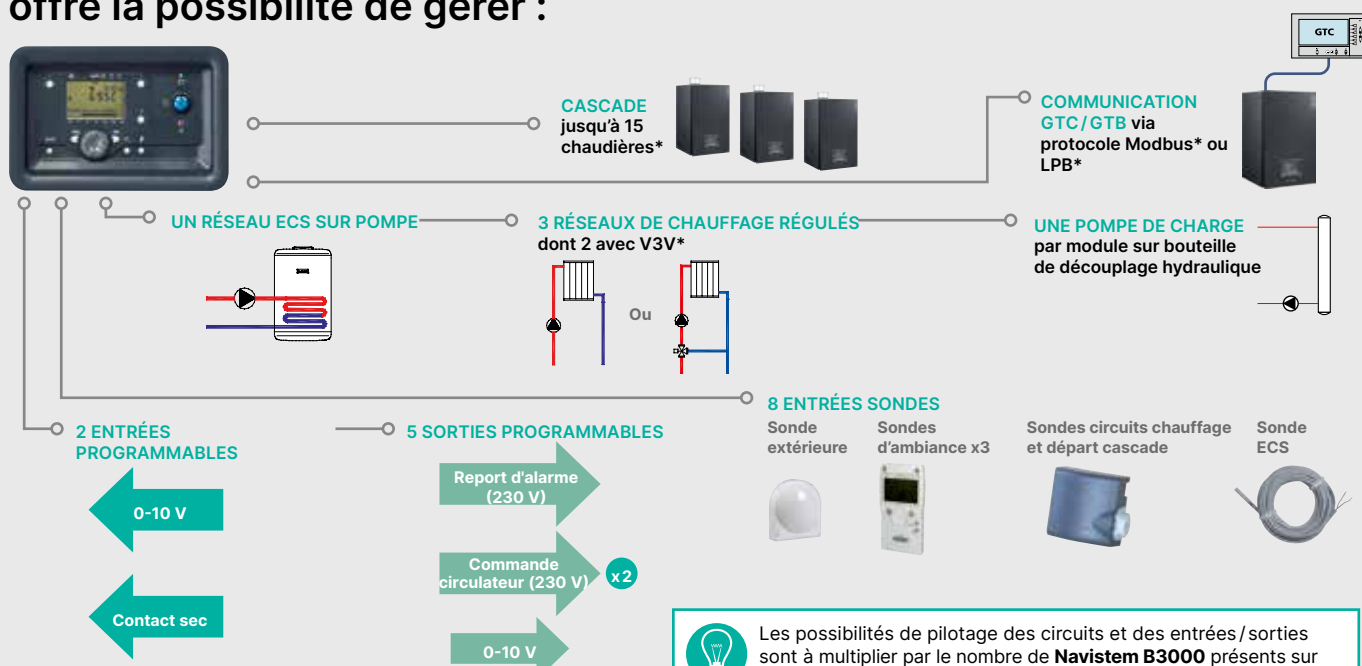 offre la possibilité de gérer :
GTC
CASCADE
jusqu'à 15
chaudières*
COMMUNICATION
GTC/GTB via
protocole Modbus* ou
LPB*
UN RÉSEAU ECS SUR POMPE
3 RÉSEAUX DE CHAUFFAGE RÉGULÉS
dont 2 avec V3V*
Ou
UNE POMPE DE CHARGE
par module sur bouteille
de découplage hydraulique
2 ENTRÉES
PROGRAMMABLES
0-10 V
Contact sec
5 SORTIES PROGRAMMABLES
Report d'alarme
(230 V)
Commande
circulateur (230 V)
x2
0-10 V
8 ENTRÉES SONDES
Sonde
extérieure
Sondes
d'ambiance x3
Sondes circuits chauffage
et départ cascade
Sonde
ECS
Les possibilités de pilotage des circuits et des entrées/sorties
sont à multiplier par le nombre de Navistem B3000 présents sur